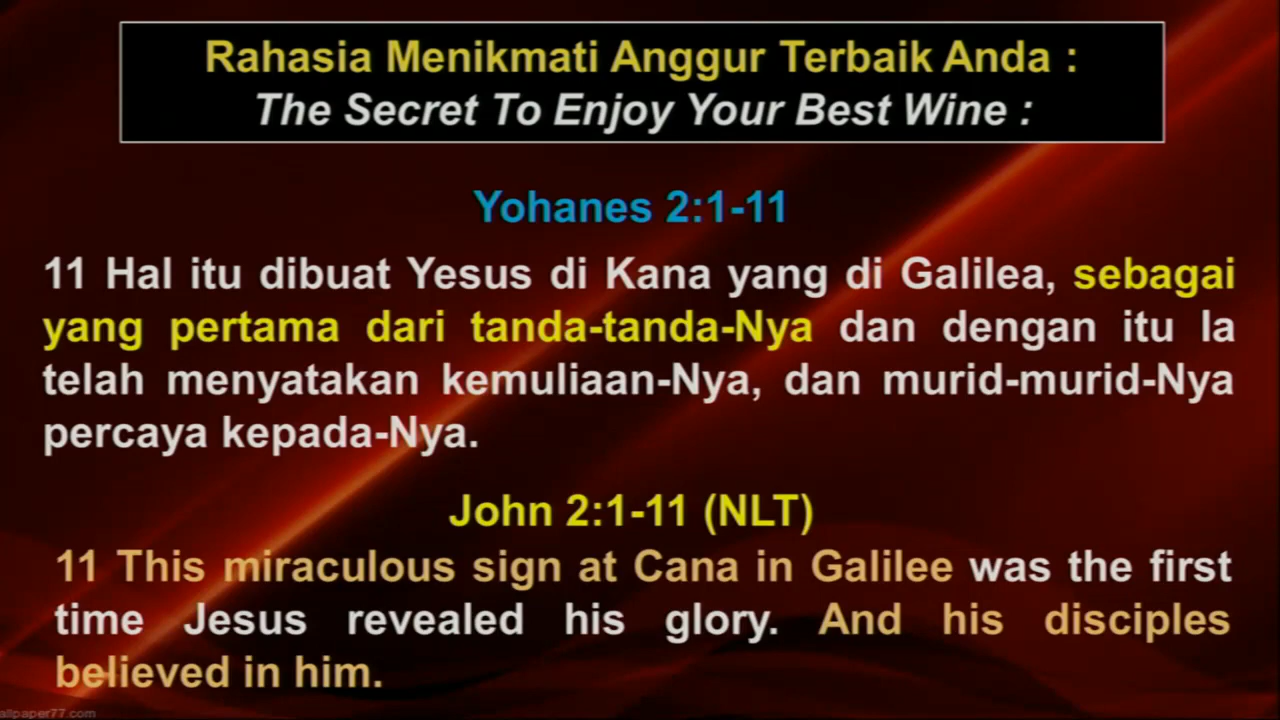 Rahasia Menikmati Anggur Terbaik Anda :
The Secret To Enjoy Your Best Wine :
Yohanes 2:1-11
11 Hal itu dibuat Yesus di Kana yang di Galilea, sebagai
yang pertama dari tanda-tanda-Nya dan dengan itu Ia
telah menyatakan kemuliaan-Nya, dan murid-murid-Nya
percaya kepada-Nya.
John 2:1-11 (NLT)
11 This miraculous sign at Cana in Galilee was the first
time Jesus revealed his glory. And his disciples
believed in him.
allpaper77.com